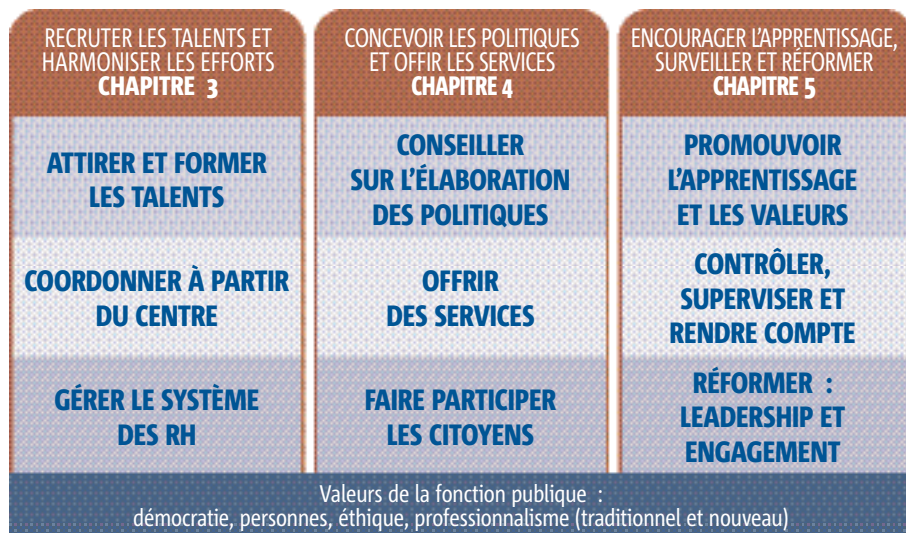 RECRUTER LES TALENTS ET
HARMONISER LES EFFORTS
CHAPITRE 3
ATTIRER ET FORMER
LES TALENTS
COORDONNER À PARTIR
DU CENTRE
GÉRER LE SYSTÈME
DES RH
CONCEVOIR LES POLITIQUES
ET OFFIR LES SERVICES
CHAPITRE 4
CONSEILLER
SUR L'ÉLABORATION
DES POLITIQUES
OFFRIR
DES SERVICES
FAIRE PARTICIPER
LES CITOYENS
ENCOURAGER L'APPRENTISSAGE,
SURVEILLER ET RÉFORMER
CHAPITRE 5
PROMOUVOIR
L'APPRENTISSAGE
ET LES VALEURS
CONTRÔLER,
SUPERVISER ET
RENDRE COMPTE
RÉFORMER :
LEADERSHIP ET
ENGAGEMENT
Valeurs de la fonction publique :
démocratie, personnes, éthique, professionnalisme (traditionnel et nouveau)